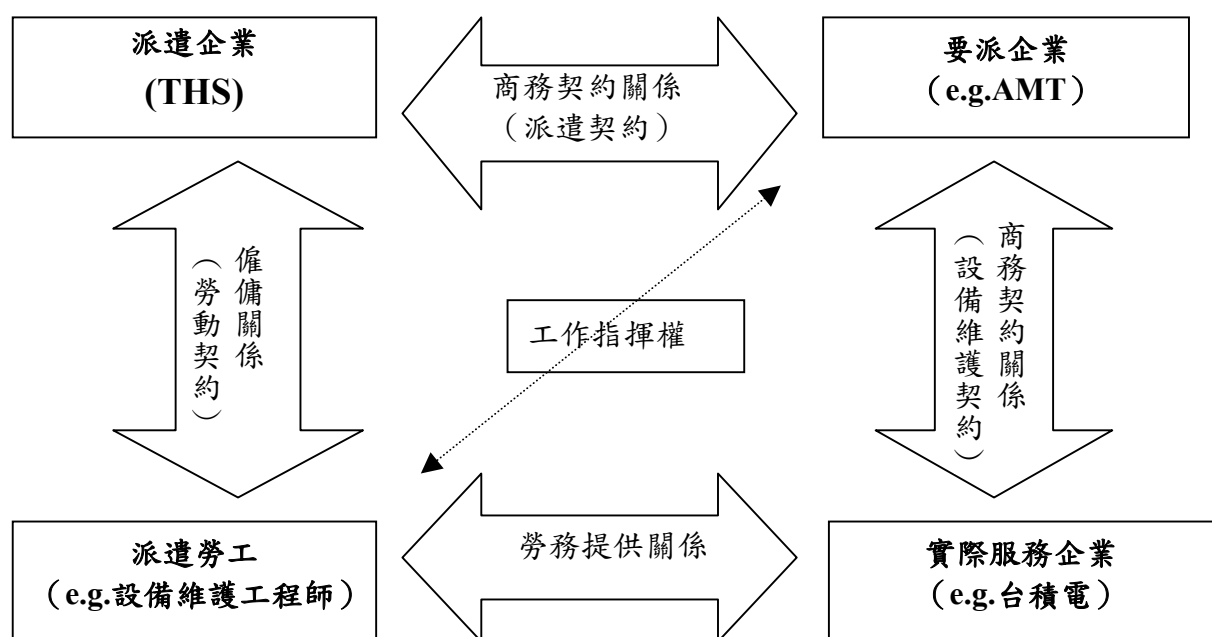 派遣企業
(THS)
商務契約關係
（派遣契約）
要派企業
（e.g.AMT）
僱傭關係
（勞動契約）
工作指揮權
商務契約關係
（設備維護契約）
派遣勞工
（e.g.設備維護工程師）
勞務提供關係
實際服務企業
（e.g.台積電）